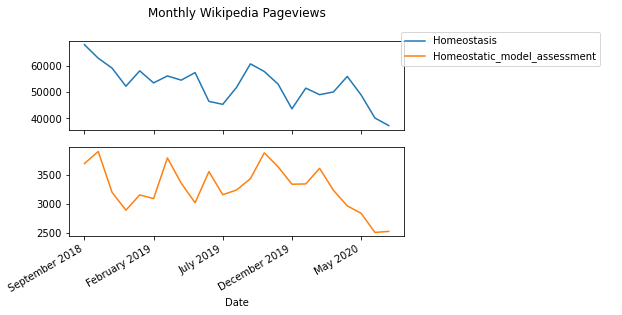 Monthly Wikipedia Pageviews
Homeostasis
Homeostatic_model_assessment
60000
50000
40000
3500
3000
2500
September 2018
February 2019
July 2019
December 2019
May 2020
Date